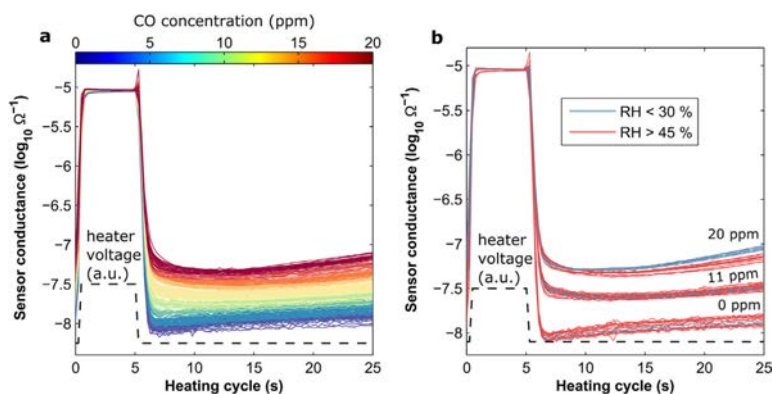 CO concentration (ppm)
a
0 5 10 15 20
Sensor conductance (log10 Ω−1)
-5
-5.5
-6
-6.5
-7
-7.5
-8
heater
voltage
(a.u.)
0 5 10 15 20 25
Heating cycle (s)
b
Sensor conductance (log10 Ω−1)
-5
-5.5
-6
-6.5
-7
-7.5
-8
RH < 30 %
RH > 45 %
heater
voltage
(a.u.)
20 ppm
11 ppm
0 ppm
0 5 10 15 20 25
Heating cycle (s)